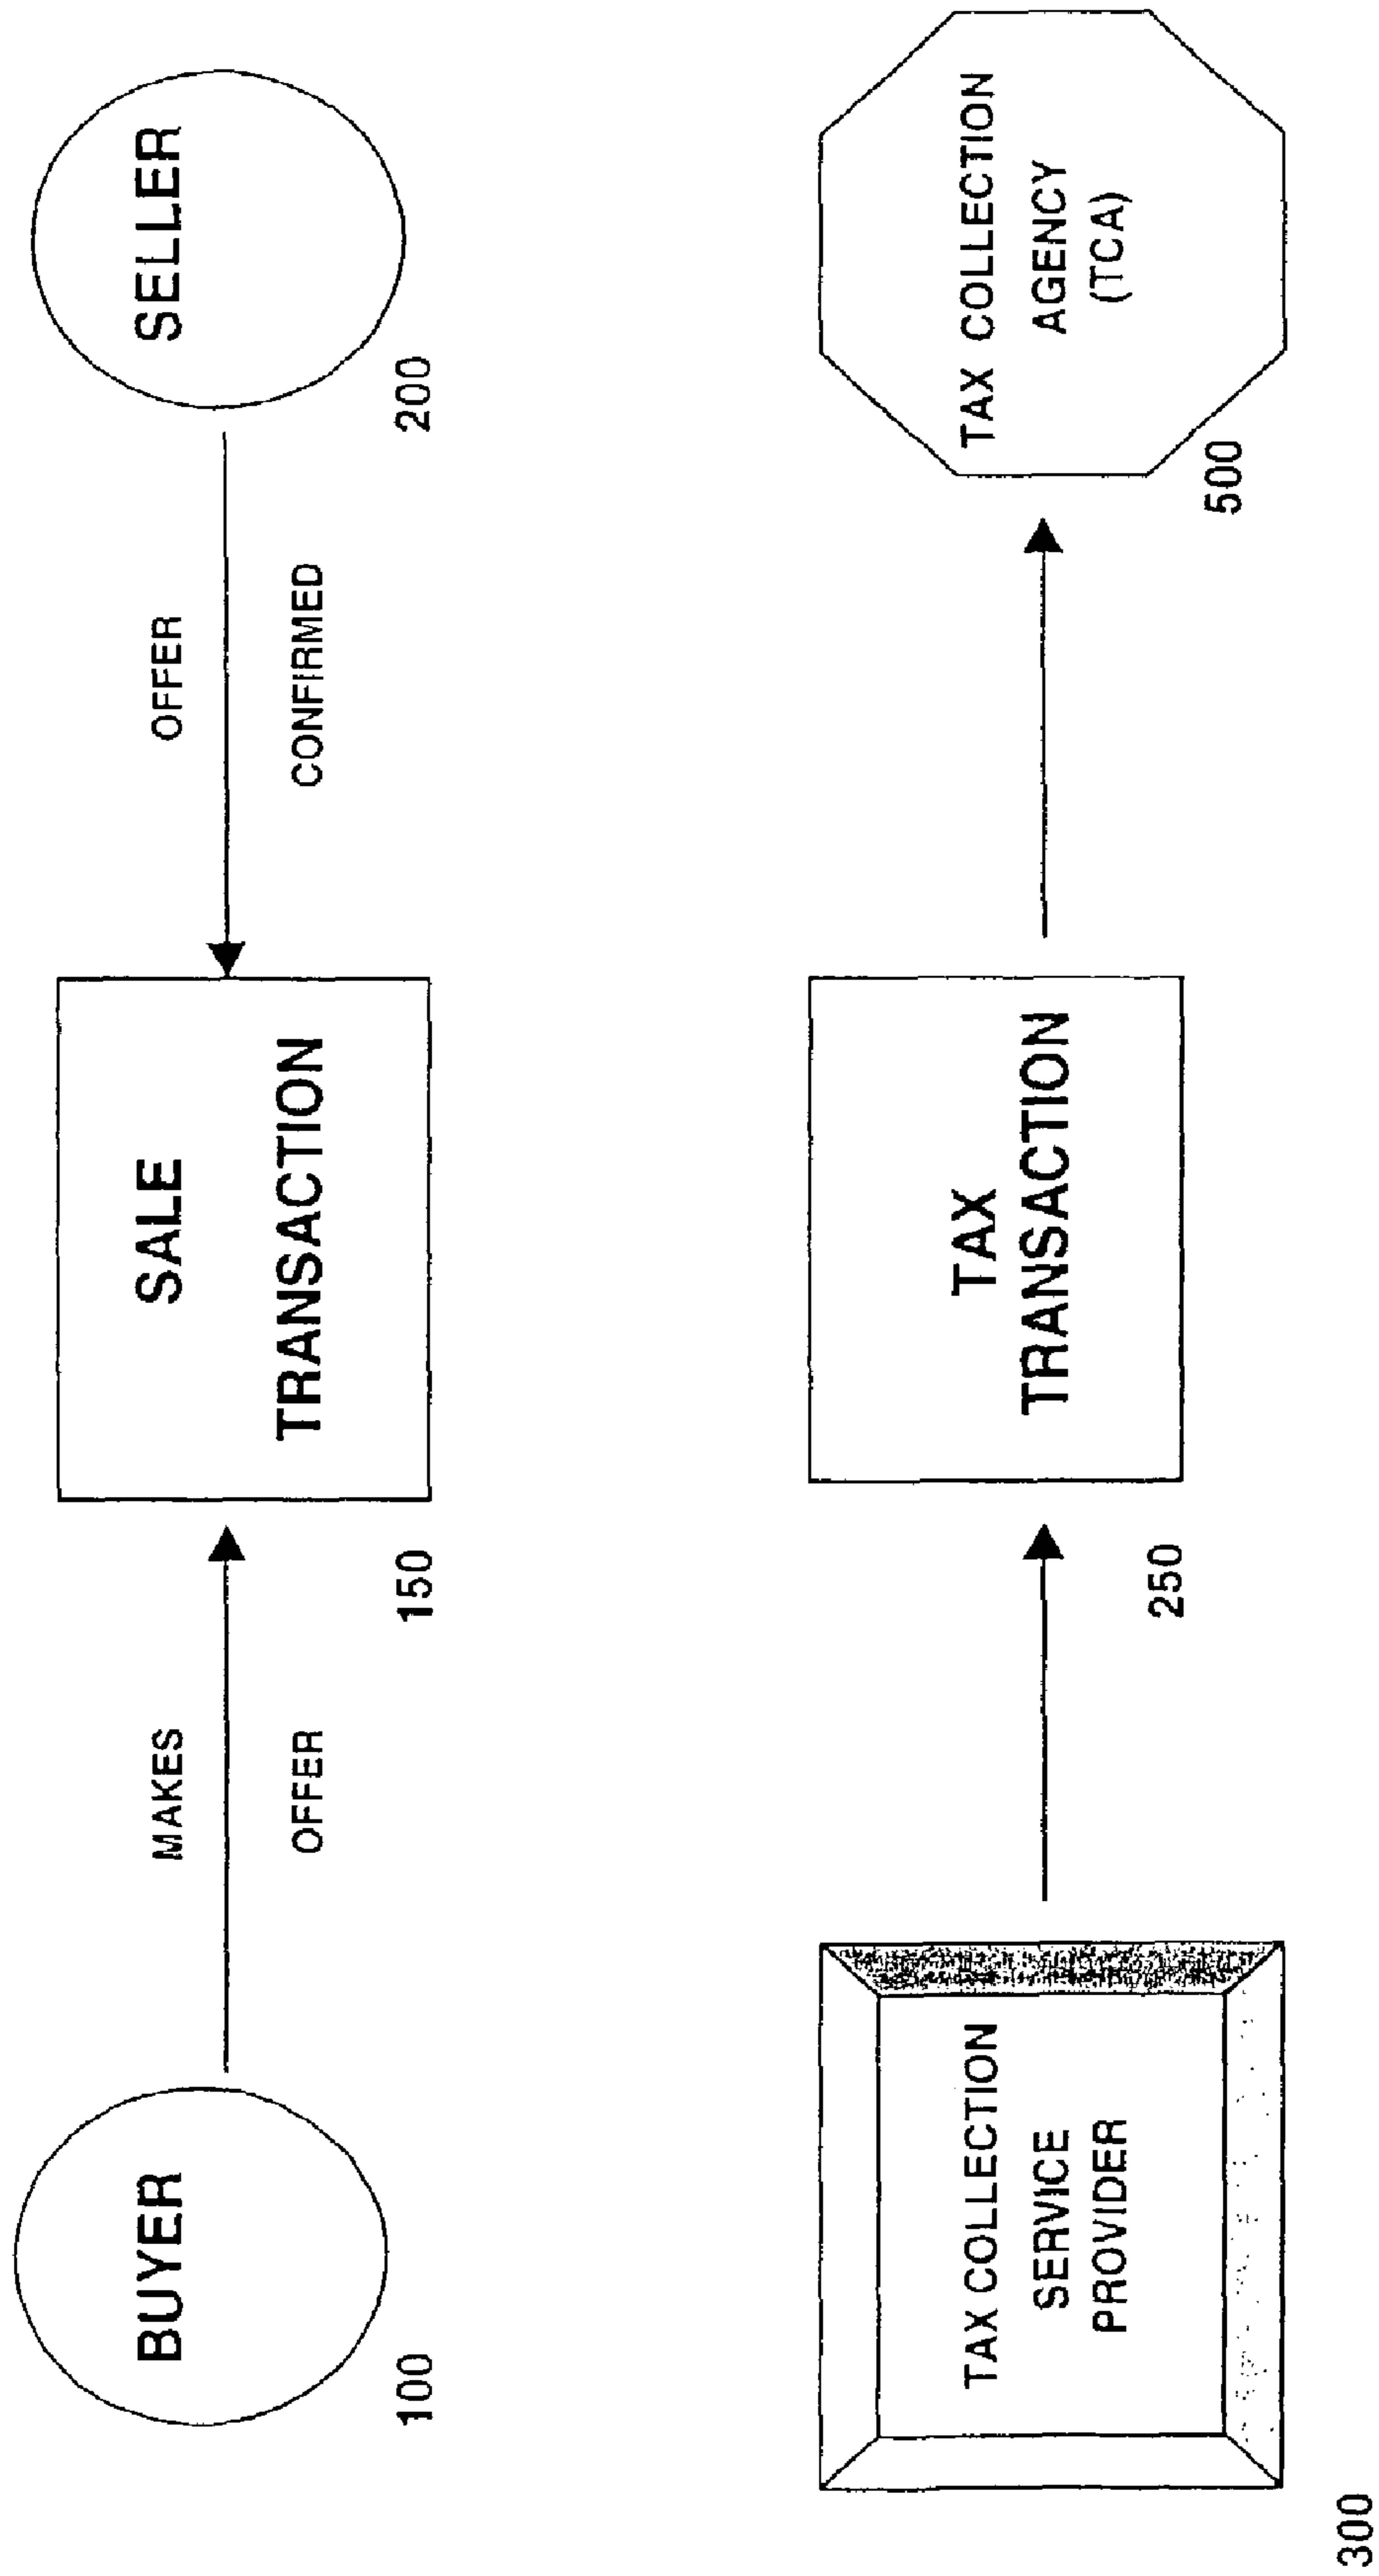 BUYER
100
MAKES
OFFER
SALE
TRANSACTION
150
OFFER
CONFIRMED
SELLER
200
TAX COLLECTION
SERVICE
PROVIDER
300
TAX
TRANSACTION
250
TAX COLLECTION
AGENCY
(TCA)
500